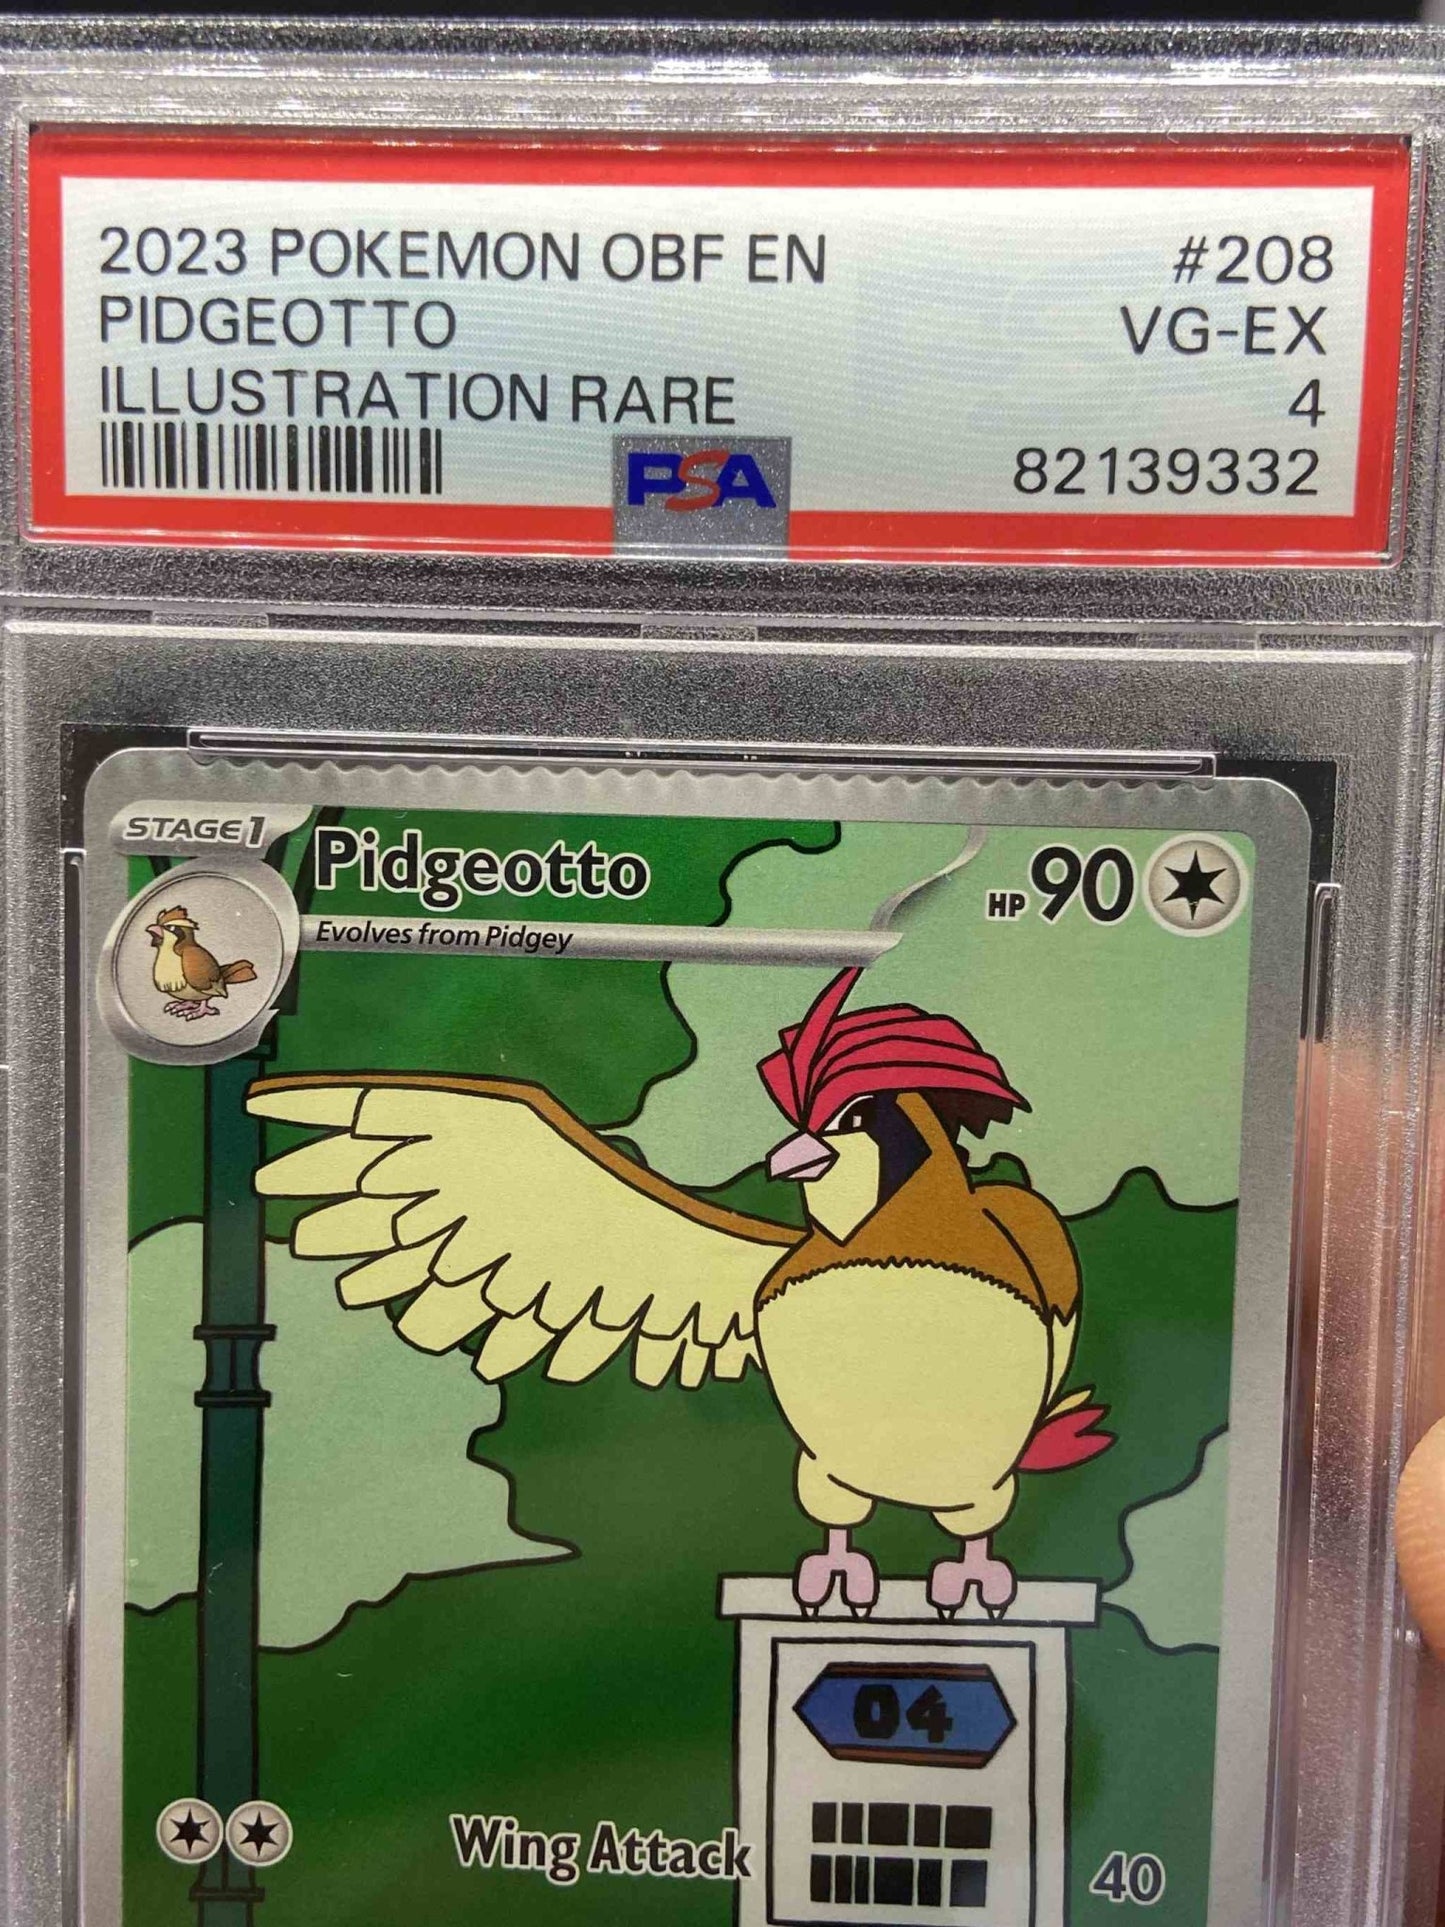 2023 POKEMON OBF EN #208
PIDGEOTTO VG-EX
ILLUSTRATION RARE 4
PSA 82139332
STAGE1 Pidgeotto HP 90
Evolves from Pidgey
04
Wing Attack 40